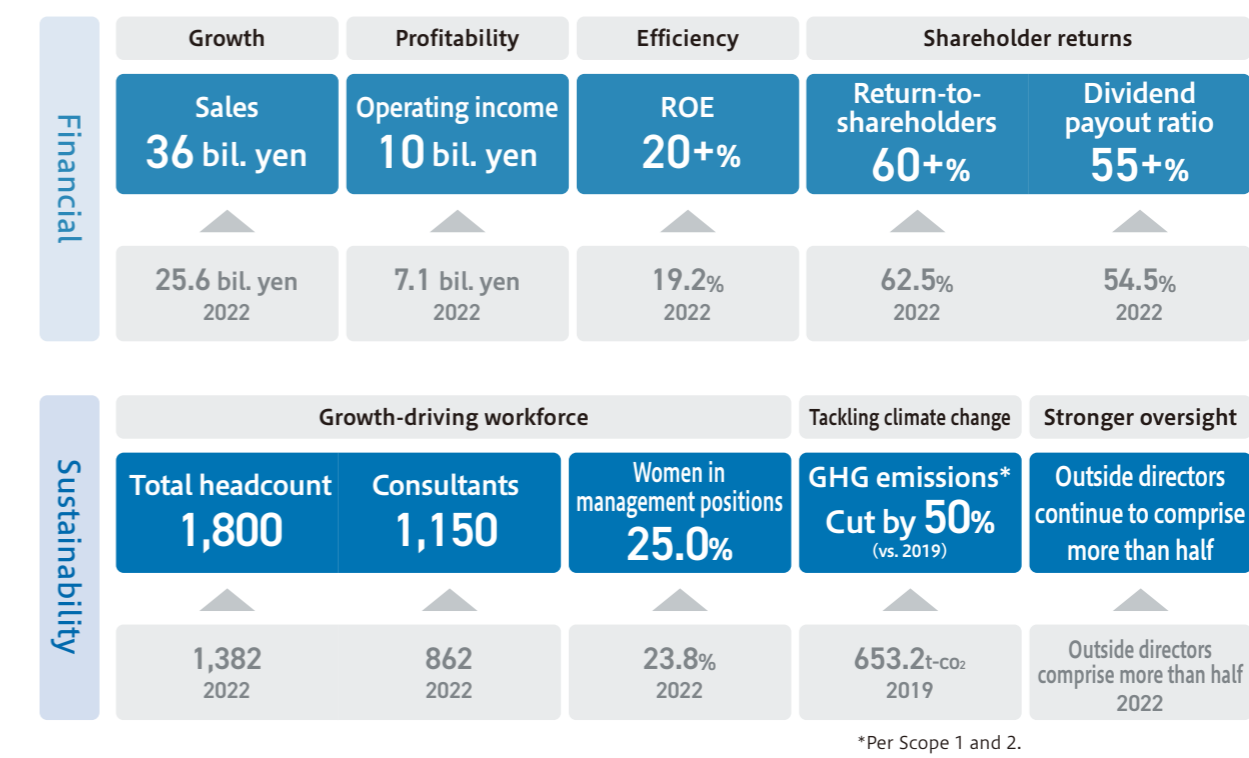 Financial
Growth
Profitability
Efficiency
Shareholder returns
Sales
36 bil. yen
Operating income
10 bil. yen
ROE
20+%
Return-to-
shareholders
60+%
Dividend
payout ratio
55+%
25.6 bil. yen
2022
7.1 bil. yen
2022
19.2%
2022
62.5%
2022
54.5%
2022
Sustainability
Growth-driving workforce
Tackling climate change
Stronger oversight
Total headcount
1,800
Consultants
1,150
Women in
management positions
25.0%
GHG emissions*
Cut by 50%
(vs. 2019)
Outside directors
continue to comprise
more than half
1,382
2022
862
2022
23.8%
2022
653.2t-co₂
2019
Outside directors
comprise more than half
2022
*Per Scope 1 and 2.